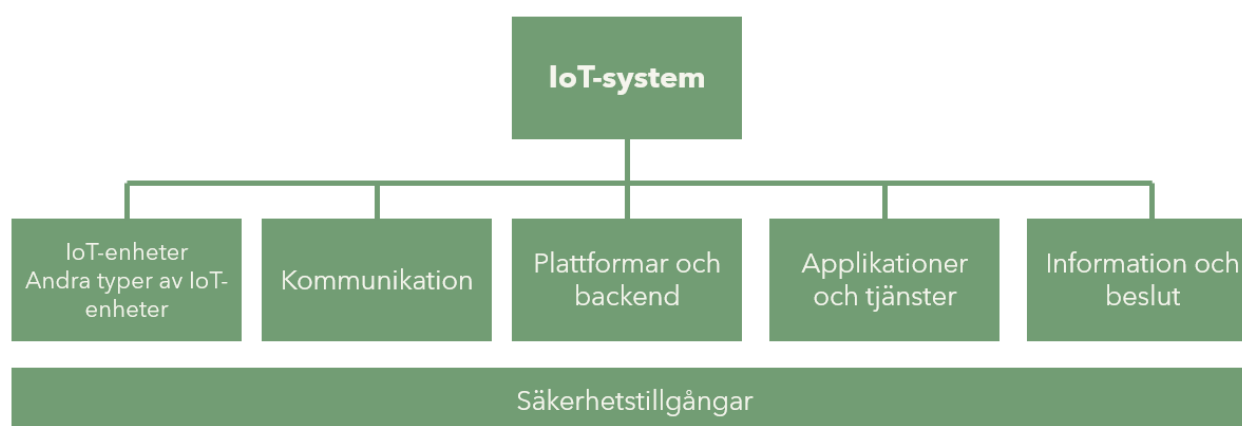 IoT-system
IoT-enheter
Andra typer av IoT-
enheter
Kommunikation
Plattformar och
backend
Applikationer
och tjänster
Information och
beslut
Säkerhetstillgångar